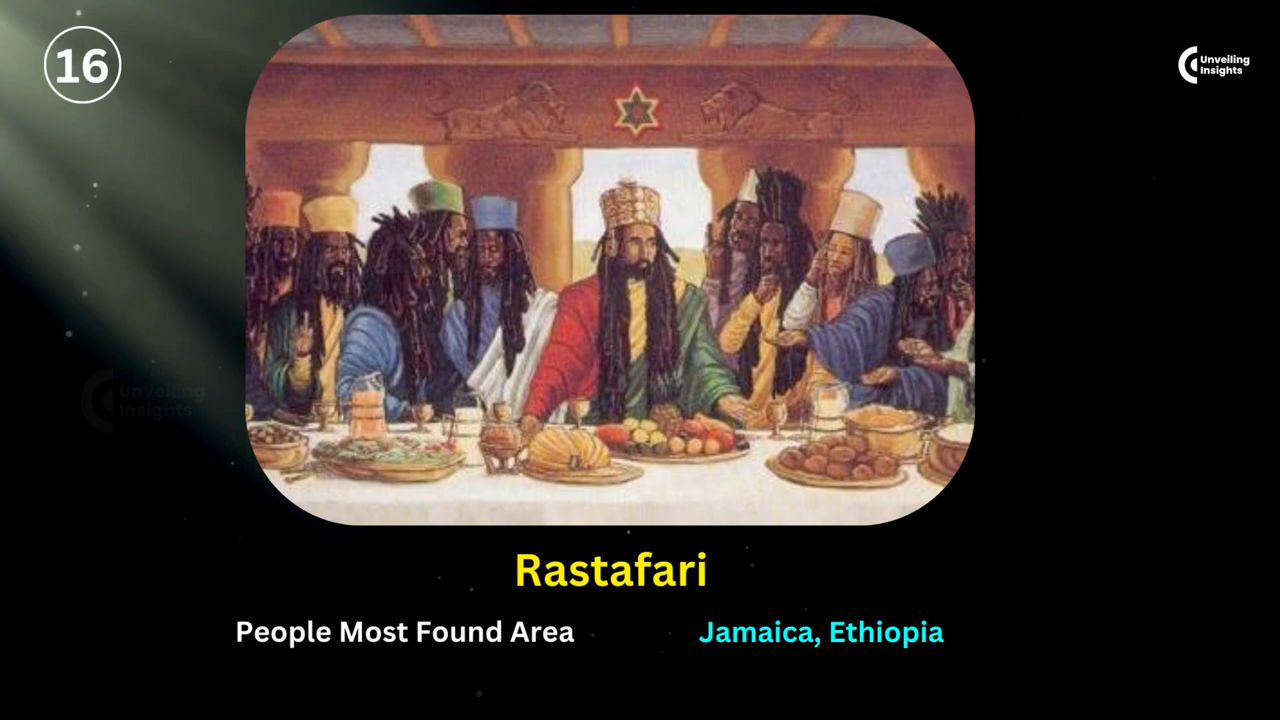 16
Unveiling
Insights
Unveiling
Insights
Rastafari
People Most Found Area
Jamaica, Ethiopia